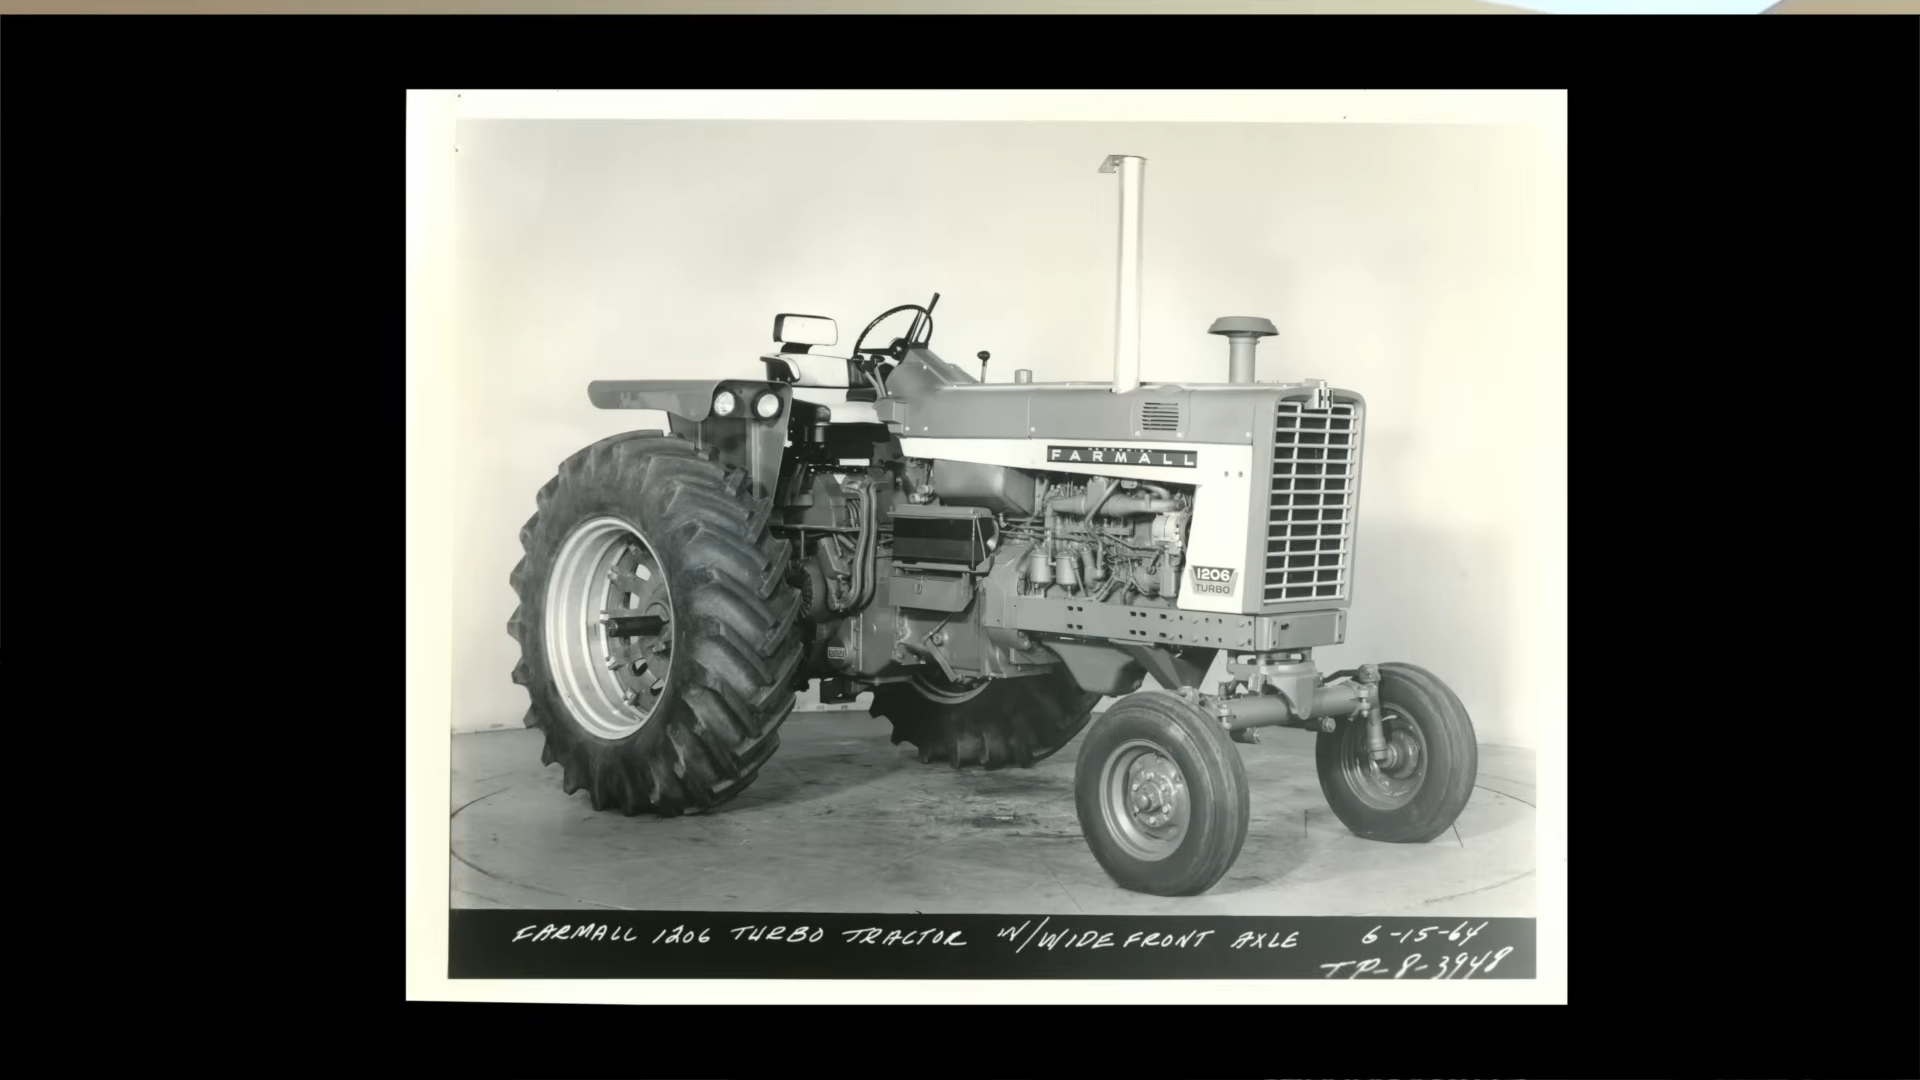 FARMALL
1206
TURBO
FARMALL 1206 TURBO TRACTOR W/WIDE FRONT AXLE 6-15-64
TP-8-3948